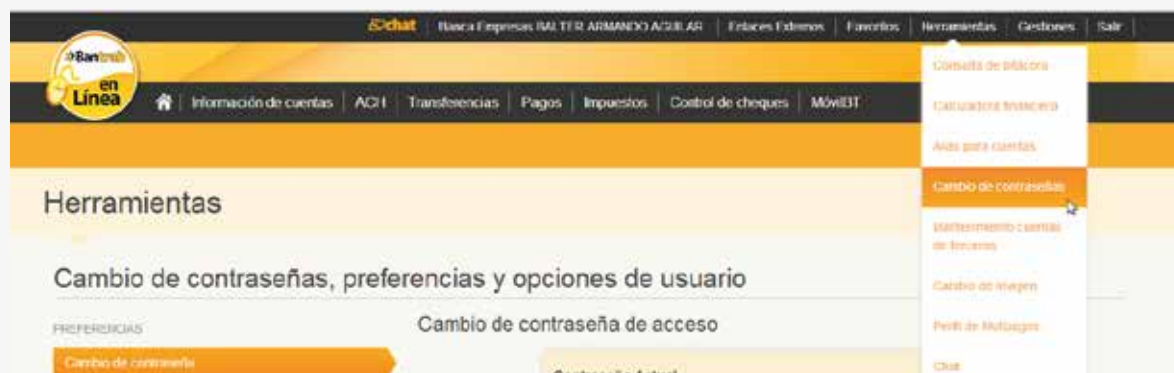 chat | Banca Empresas BALTER ARMANDO AGUILAR | Enlaces Externos | Favoritos | Herramientas | Gestiones | Salir |
Bantrab
en
Línea
Información de cuentas | ACH | Transferencias | Pagos | Impuestos | Control de cheques | MóvilBT
Consulta de bitácora
Calculadora financiera
Alias para cuentas
Cambio de contraseñas
Mantenimiento cuentas
de terceros
Cambio de imagen
Perfil de Multipagos
Chat
Herramientas
Cambio de contraseñas, preferencias y opciones de usuario
PREFERENCIAS
Cambio de contraseña
Cambio de contraseña de acceso
Contraseña Actual